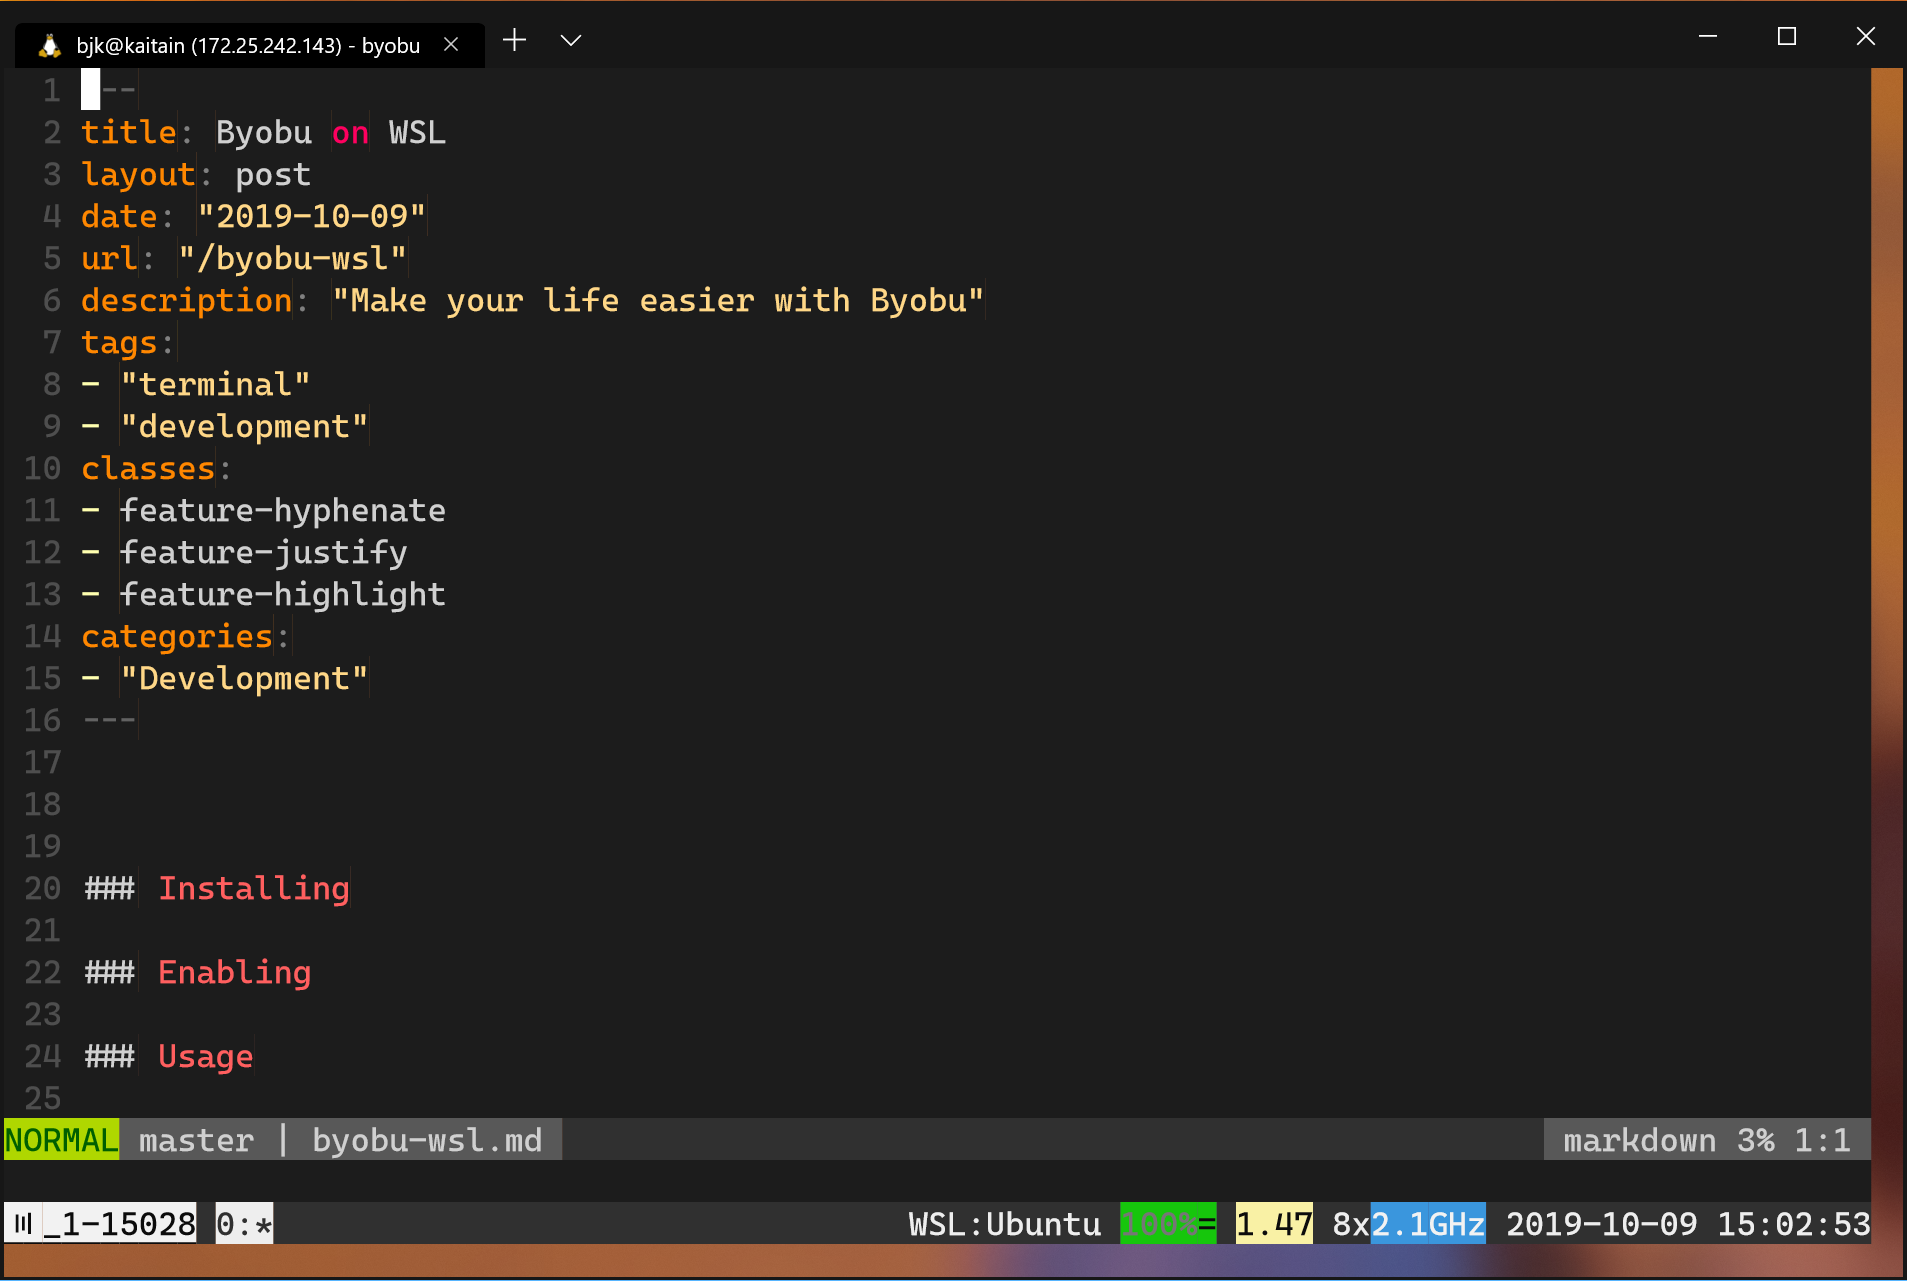 bjk@kaitain (172.25.242.143) - byobu
1 --
2 title: Byobu on WSL
3 layout: post
4 date: "2019-10-09"
5 url: "/byobu-wsl"
6 description: "Make your life easier with Byobu"
7 tags:
8 - "terminal"
9 - "development"
10 classes:
11 - feature-hyphenate
12 - feature-justify
13 - feature-highlight
14 categories:
15 - "Development"
16 ---
17
18
19
20 ### Installing
21
22 ### Enabling
23
24 ### Usage
25
NORMAL master | byobu-wsl.md markdown 3% 1:1
_1-15028 0:* WSL:Ubuntu 100%= 1.47 8x2.1GHz 2019-10-09 15:02:53